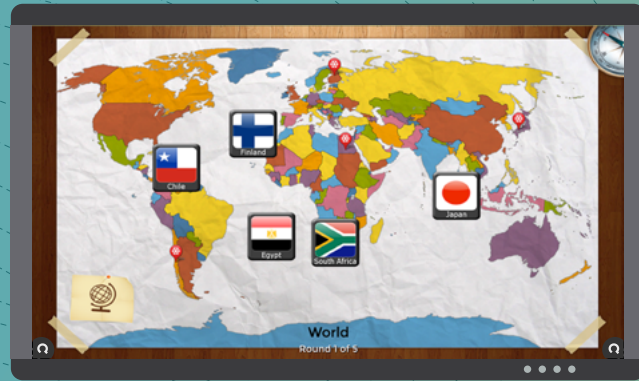 Finland
Chile
Japan
Egypt
South Africa
World
Round 1 of 5